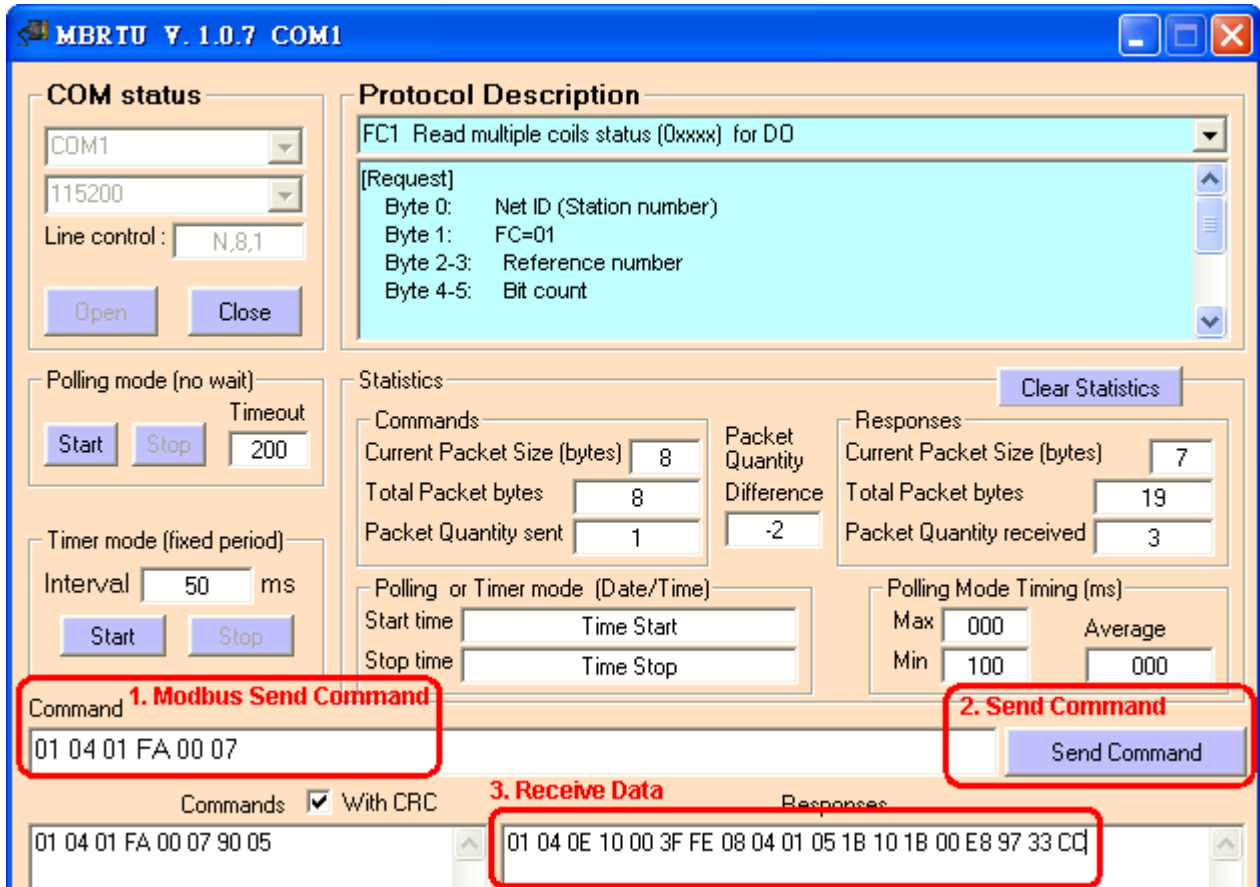 MBRTU V. 1.0.7 COM1
COM status
COM1
115200
Line control : N,8,1
Open Close
Protocol Description
FC1 Read multiple coils status (0xxxx) for DO
[Request]
Byte 0: Net ID (Station number)
Byte 1: FC=01
Byte 2-3: Reference number
Byte 4-5: Bit count
Polling mode (no wait)
Timeout
Start Stop 200
Timer mode (fixed period)
Interval 50 ms
Start Stop
Statistics
Clear Statistics
Commands
Current Packet Size (bytes) 8
Total Packet bytes 8
Packet Quantity sent 1
Packet
Quantity
Difference
-2
Responses
Current Packet Size (bytes) 7
Total Packet bytes 19
Packet Quantity received 3
Polling or Timer mode (Date/Time)
Start time Time Start
Stop time Time Stop
Polling Mode Timing (ms)
Max 000 Average
Min 100 000
Command 1. Modbus Send Command
2. Send Command
01 04 01 FA 00 07
Send Command
Commands With CRC
3. Receive Data
Responses
01 04 01 FA 00 07 90 05
01 04 0E 10 00 3F FE 08 04 01 05 1B 10 1B 00 E8 97 33 CC